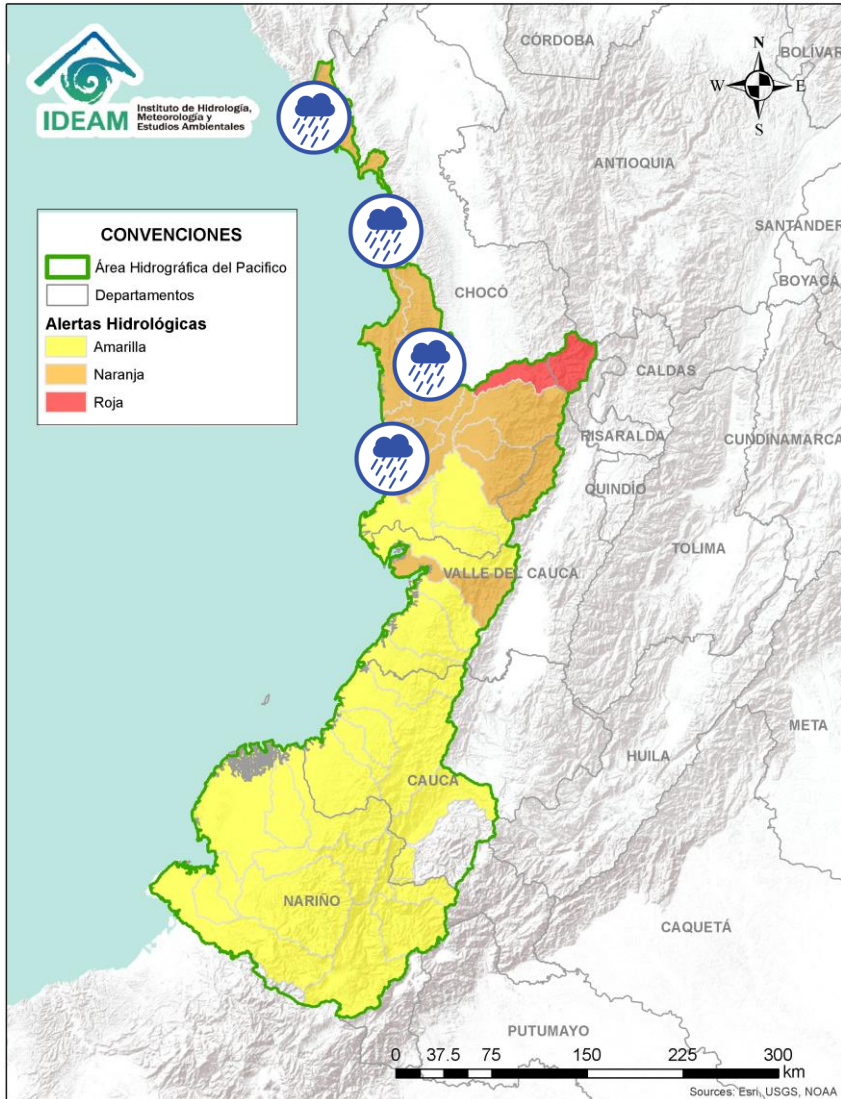 IDEAM
Instituto de Hidrología,
Meteorología y
Estudios Ambientales
CÓRDOBA
BOLÍVAR
N
W
E
S
ANTIOQUIA
SANTANDER
BOYACÁ
CONVENCIONES
Área Hidrográfica del Pacifico
Departamentos
Alertas Hidrológicas
Amarilla
Naranja
Roja
CHOCÓ
CALDAS
RISARALDA
CUNDINAMARCA
QUINDÍO
TOLIMA
VALLE DEL CAUCA
META
HUILA
CAUCA
NARIÑO
CAQUETÁ
PUTUMAYO
0 37.5 75 150 225 300
km
Sources: Esri, USGS, NOAA